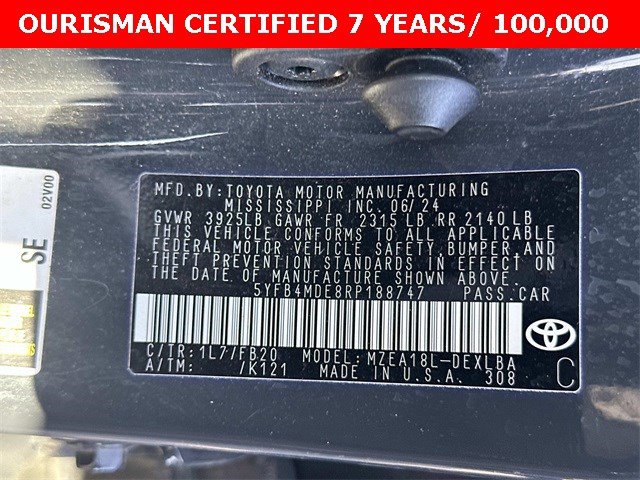 OURISMAN CERTIFIED 7 YEARS/ 100,000
02V00
SE
MFD.BY:TOYOTA MOTOR MANUFACTURING
MISSISSIPPI INC.06/24
GVWR 3925LB GAWR FR 2315 LB RR 2140 LB
THIS VEHICLE CONFORMS TO ALL APPLICABLE
FEDERAL MOTOR VEHICLE SAFETY, BUMPER AND
THEFT PREVENTION STANDARDS IN EFFECT ON
THE DATE OF MANUFACTURE SHOWN ABOVE.
5YFB4MDE8RP188747 PASS.CAR
C/TR:1L7/FB20 MODEL:MZEA18L-DEXLBA
A/TM: /K121 MADE IN U.S.A. 308
TOYOTA
C